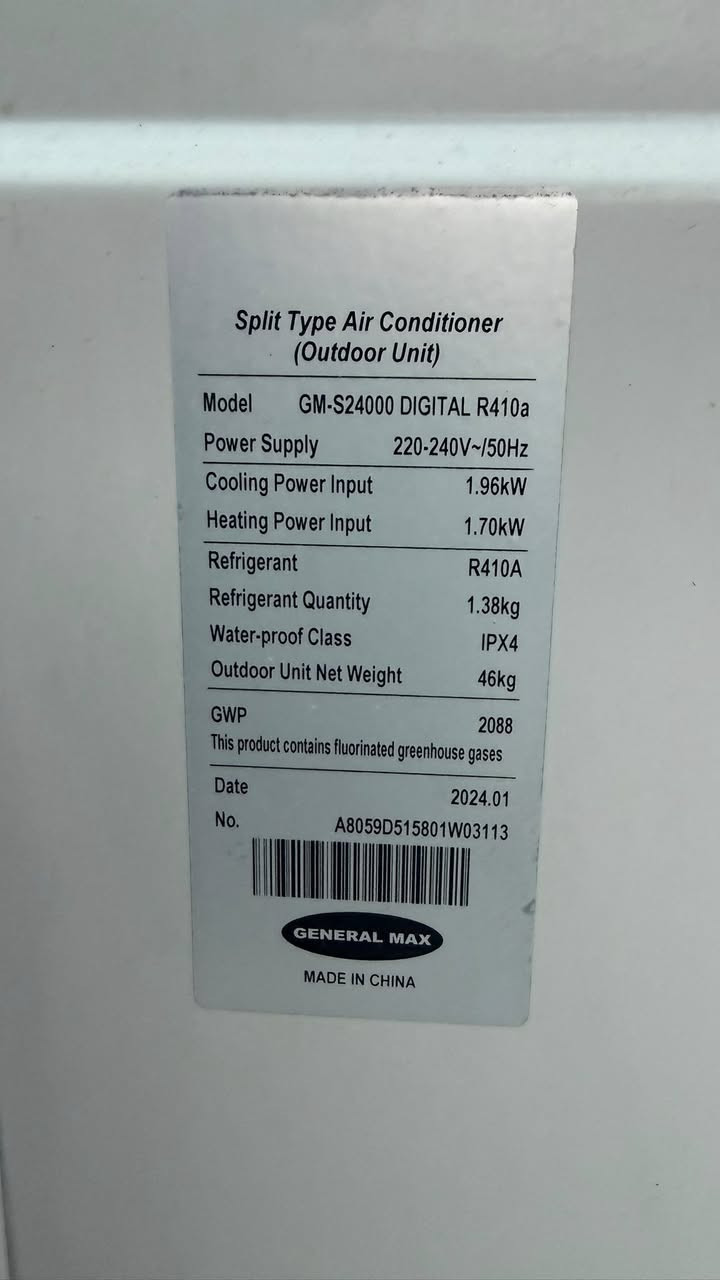 Split Type Air Conditioner
(Outdoor Unit)
Model GM-S24000 DIGITAL R410a
Power Supply 220-240V~/50Hz
Cooling Power Input 1.96kW
Heating Power Input 1.70kW
Refrigerant R410A
Refrigerant Quantity 1.38kg
Water-proof Class IPX4
Outdoor Unit Net Weight 46kg
GWP 2088
This product contains fluorinated greenhouse gases
Date 2024.01
No. A8059D515801W03113
GENERAL MAX
MADE IN CHINA